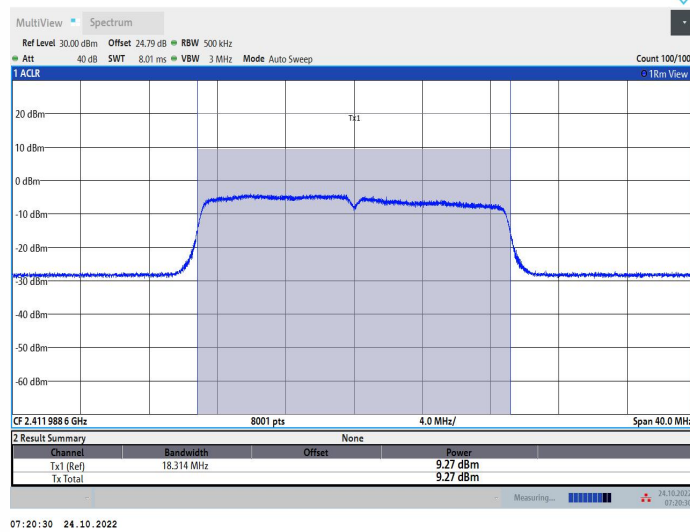 MultiView Spectrum
Ref Level 30.00 dBm Offset 24.79 dB RBW 500 kHz
Att 40 dB SWT 8.01 ms VBW 3 MHz Mode Auto Sweep Count 100/100
1 ACLR 1Rm View
20 dBm
Tx1
10 dBm
0 dBm
-10 dBm
-20 dBm
-30 dBm
-40 dBm
-50 dBm
-60 dBm
CF 2.411 988 6 GHz 8001 pts 4.0 MHz/ Span 40.0 MHz
2 Result Summary None
Channel Bandwidth Offset Power
Tx1 (Ref) 18.314 MHz 9.27 dBm
Tx Total 9.27 dBm
Measuring... 24.10.2022
07:20:30
07:20:30 24.10.2022